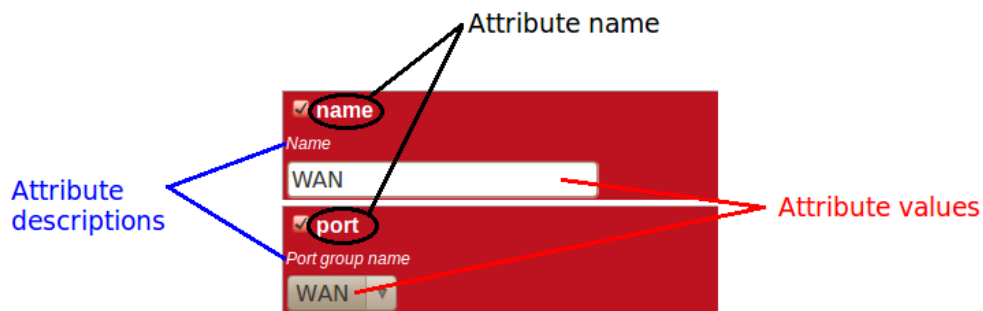 Attribute name
name
Name
WAN
Attribute
descriptions
Attribute values
port
Port group name
WAN